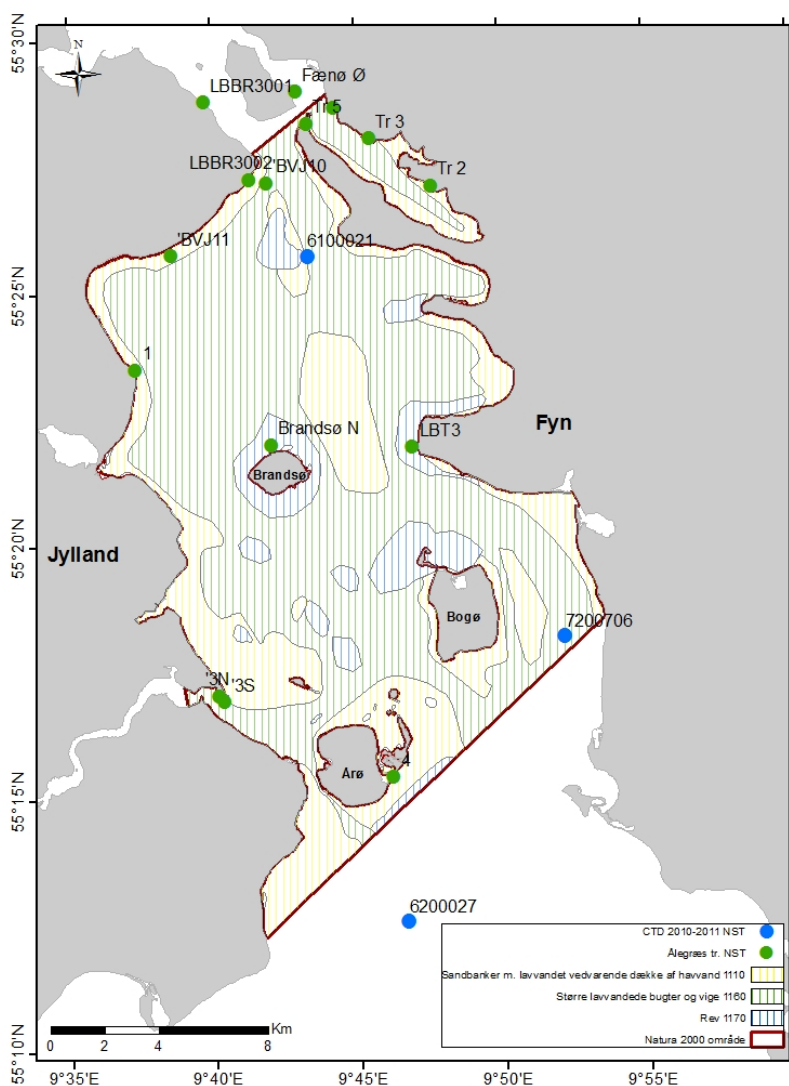 55°30'N
N
Fænø Ø
LBBR3001
Tr 5
Tr 3
LBBR3002
'BVJ10
Tr 2
'BVJ11
6100021
55°25'N
1
Brandsø N
LBT3
Fyn
Brandsø
55°20'N
Jylland
Bogø
7200706
'3N
'3S
4
Arø
55°15'N
6200027
CTD 2010-2011 NST
Ålegræs tr. NST
Sandbanker m. lavvandet vedvarende dække af havvand 1110
Større lavvandede bugter og vige 1160
Rev 1170
Natura 2000 område
Km
0 2 4 8
55°10'N
9°35'E 9°40'E 9°45'E 9°50'E 9°55'E